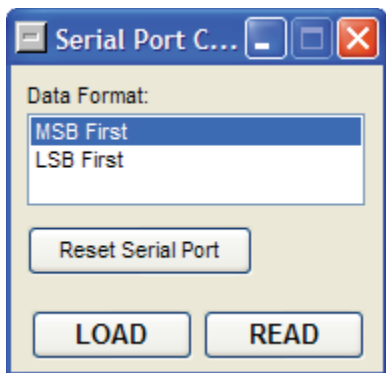 Serial Port C...
Data Format:
MSB First
LSB First
Reset Serial Port
LOAD READ